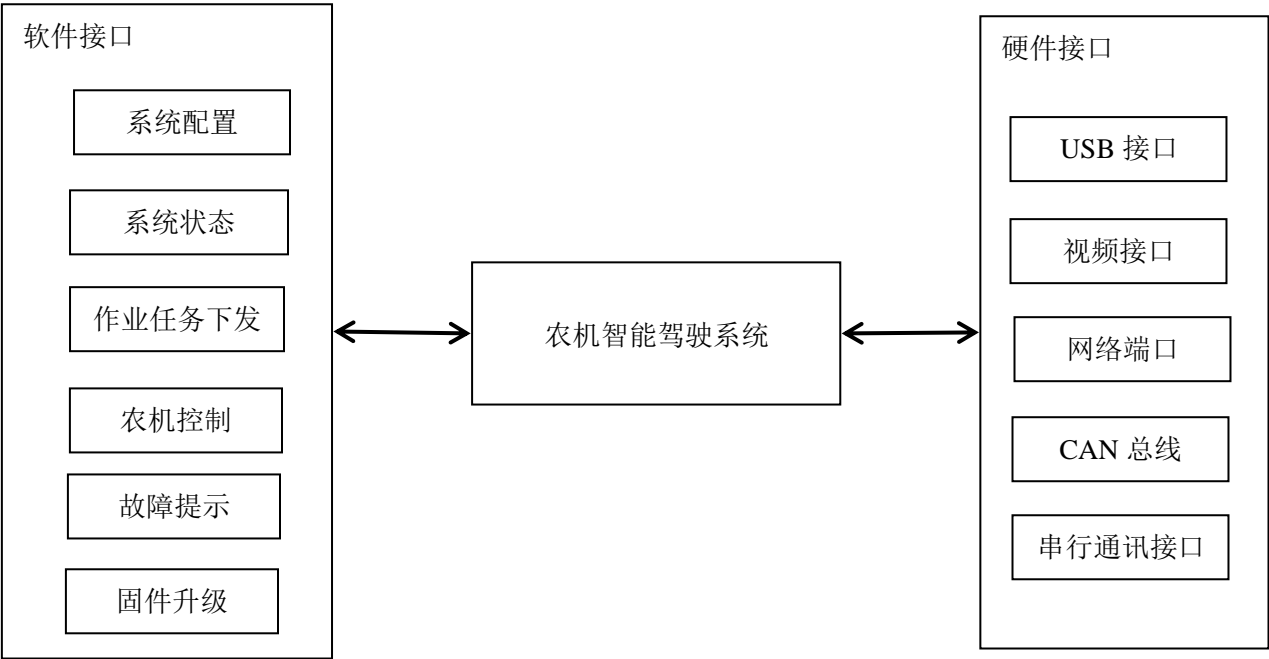 软件接口
系统配置
系统状态
作业任务下发
农机控制
故障提示
固件升级
农机智能驾驶系统
硬件接口
USB 接口
视频接口
网络端口
CAN 总线
串行通讯接口